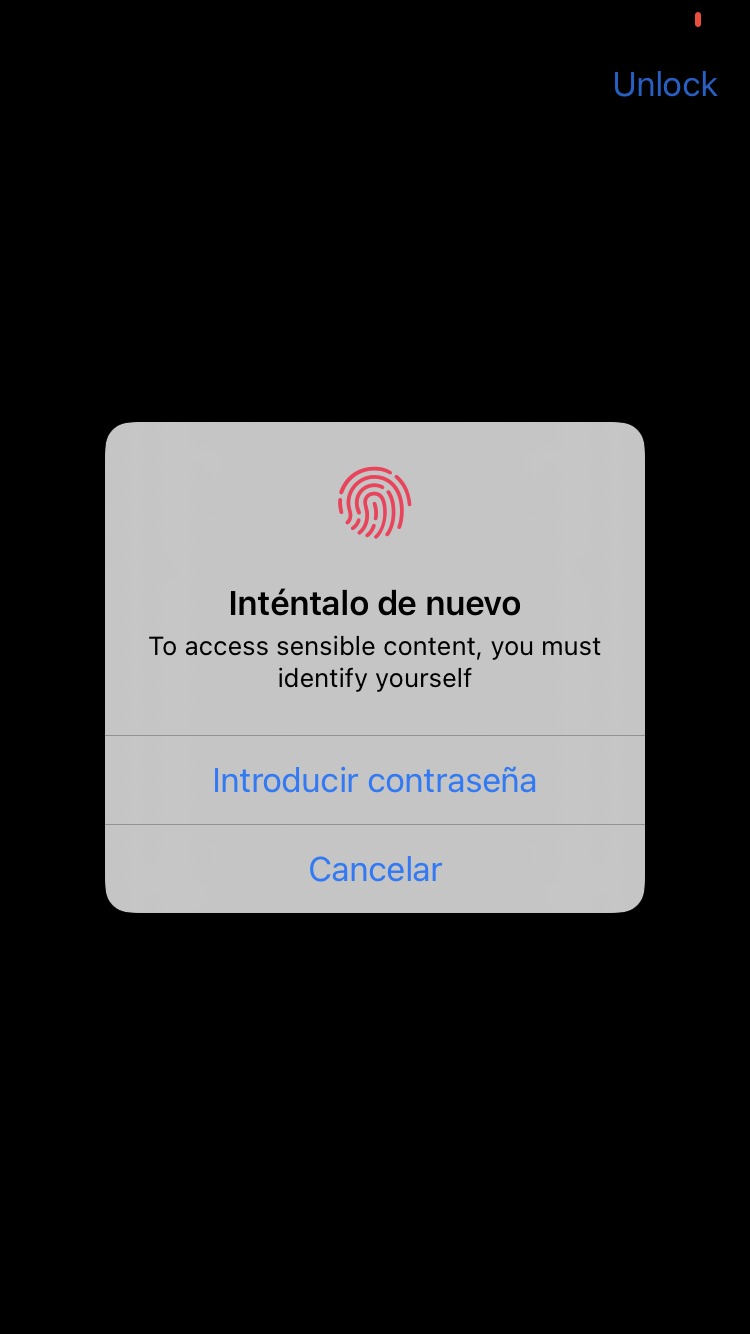 Unlock
Inténtalo de nuevo
To access sensible content, you must
identify yourself
Introducir contraseña
Cancelar